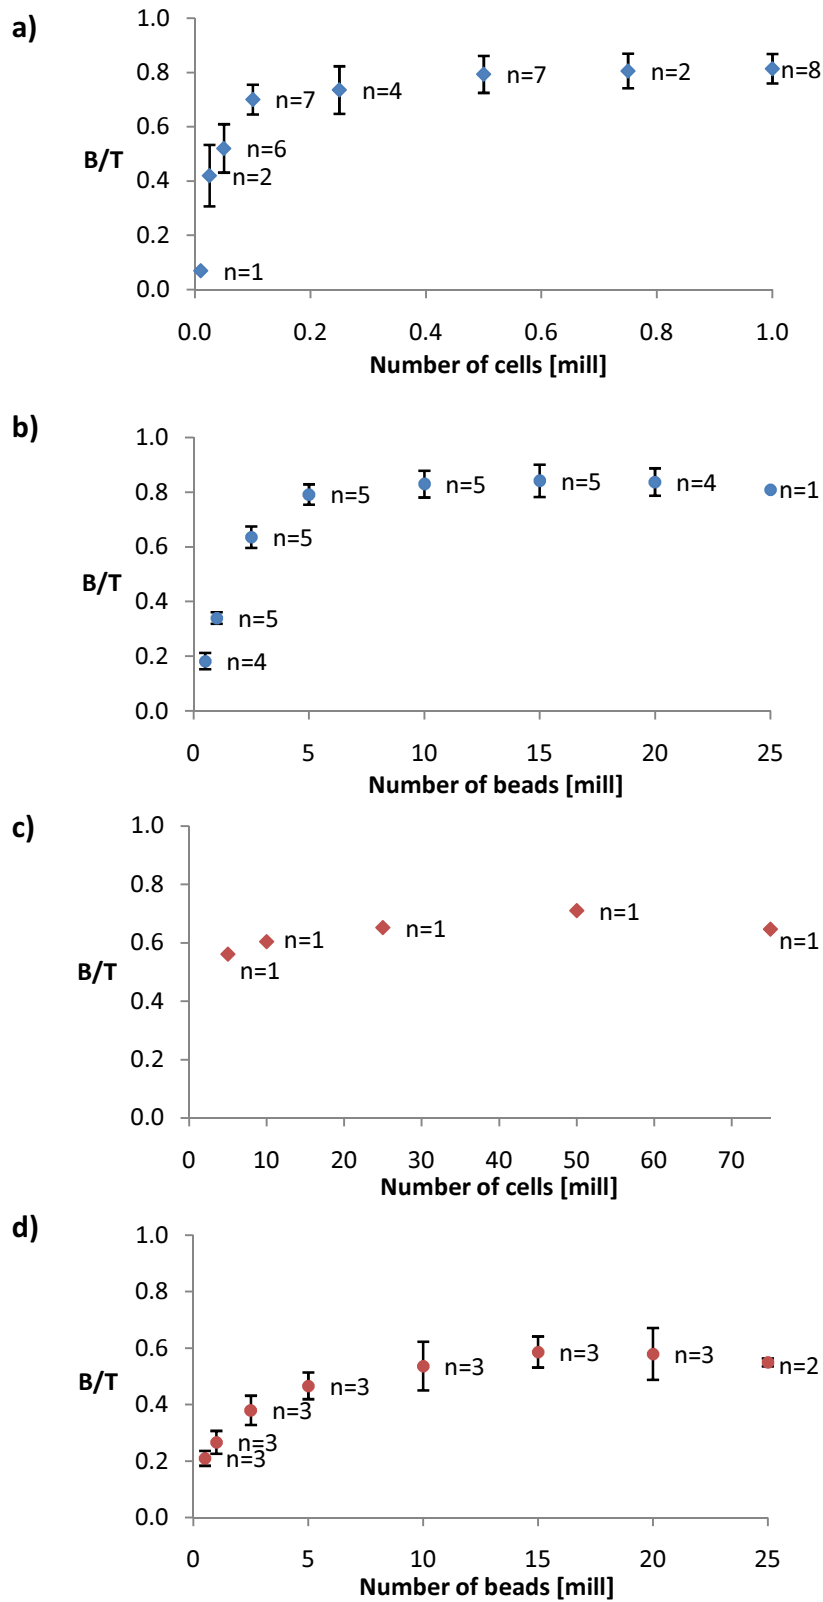 a)
1.0
0.8
0.6
0.4
0.2
0.0
B/T
n=1
n=2
n=6
n=7
n=4
n=7
n=2
n=8
0.0 0.2 0.4 0.6 0.8 1.0
Number of cells [mill]
b)
1.0
0.8
0.6
0.4
0.2
0.0
B/T
n=4
n=5
n=5
n=5
n=5
n=5
n=4
n=1
0 5 10 15 20 25
Number of beads [mill]
c)
1.0
0.8
0.6
0.4
0.2
0.0
B/T
n=1
n=1
n=1
n=1
n=1
0 10 20 30 40 50 60 70
Number of cells [mill]
d)
1.0
0.8
0.6
0.4
0.2
0.0
B/T
n=3
n=3
n=3
n=3
n=3
n=3
n=3
n=2
0 5 10 15 20 25
Number of beads [mill]